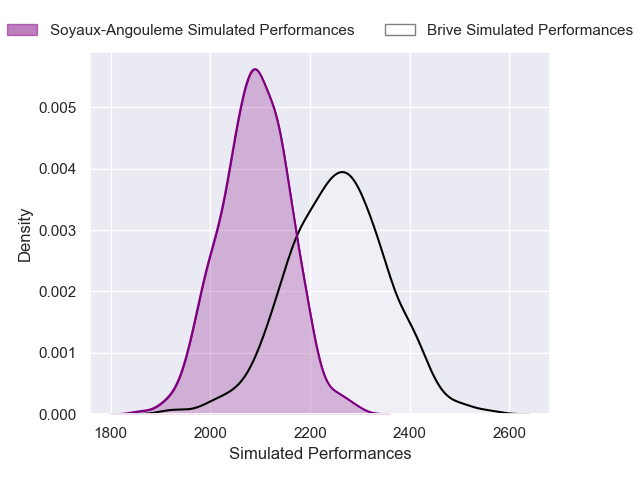 Soyaux-Angouleme Simulated Performances
Brive Simulated Performances
0.005
0.004
0.003
0.002
0.001
0.000
Density
1800 2000 2200 2400 2600
Simulated Performances